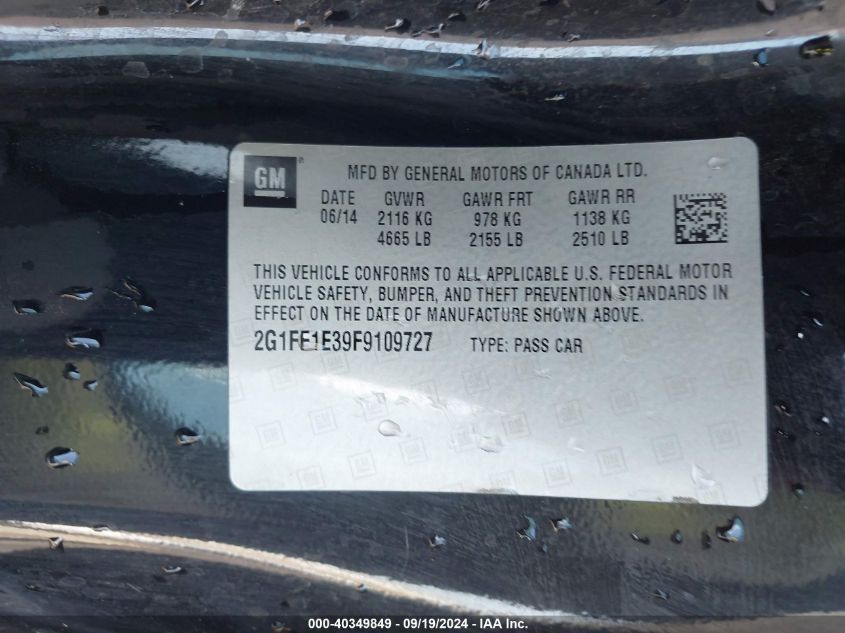 GM ® MFD BY GENERAL MOTORS OF CANADA LTD.
DATE GVWR GAWR FRT GAWR RR
06/14 2116 KG 978 KG 1138 KG
4665 LB 2155 LB 2510 LB
THIS VEHICLE CONFORMS TO ALL APPLICABLE U.S. FEDERAL MOTOR
VEHICLE SAFETY, BUMPER, AND THEFT PREVENTION STANDARDS IN
EFFECT ON THE DATE OF MANUFACTURE SHOWN ABOVE.
2G1FE1E39F9109727 TYPE: PASS CAR
000-40349849 - 09/19/2024 - IAA Inc.